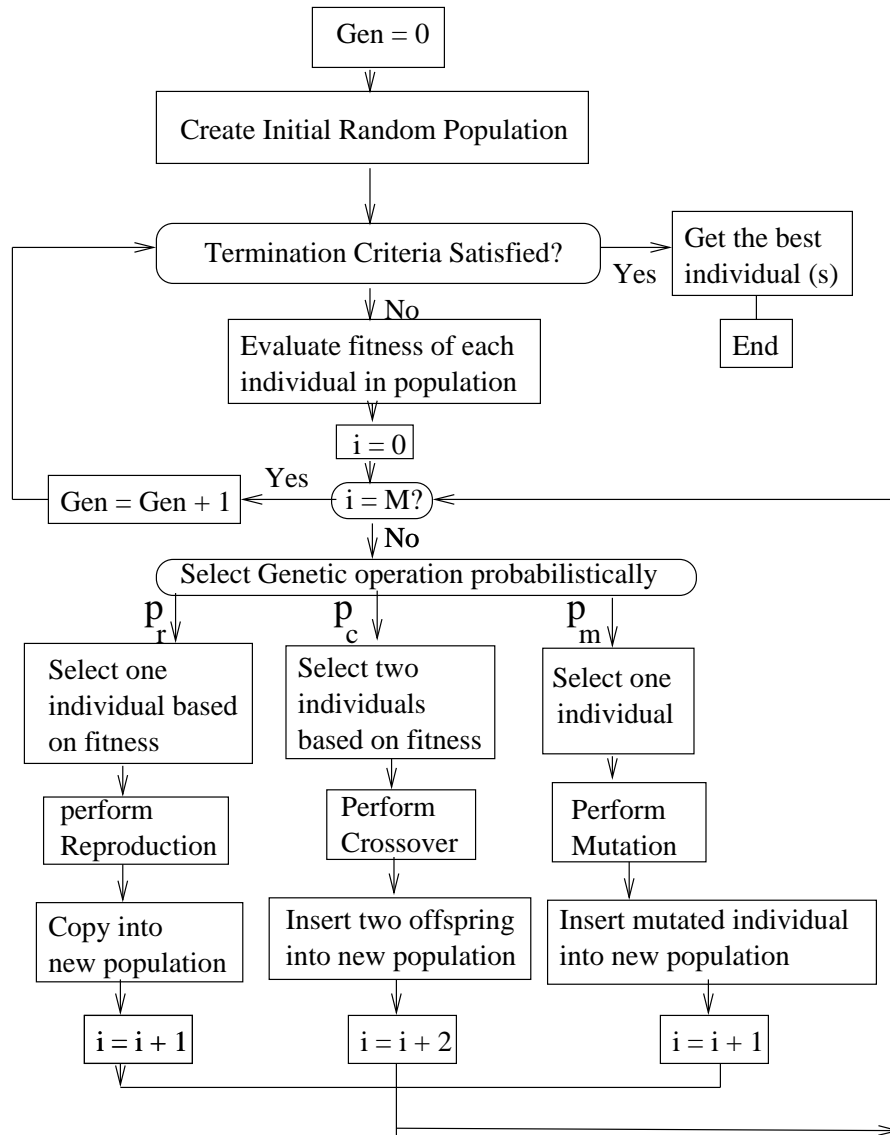 Gen = 0
Create Initial Random Population
Termination Criteria Satisfied?
Yes
Get the best
individual (s)
End
No
Evaluate fitness of each
individual in population
i = 0
i = M?
Yes
Gen = Gen + 1
No
Select Genetic operation probabilistically
p_r
p_c
p_m
Select one
individual based
on fitness
Select two
individuals
based on fitness
Select one
individual
perform
Reproduction
Perform
Crossover
Perform
Mutation
Copy into
new population
Insert two offspring
into new population
Insert mutated individual
into new population
i = i + 1
i = i + 2
i = i + 1